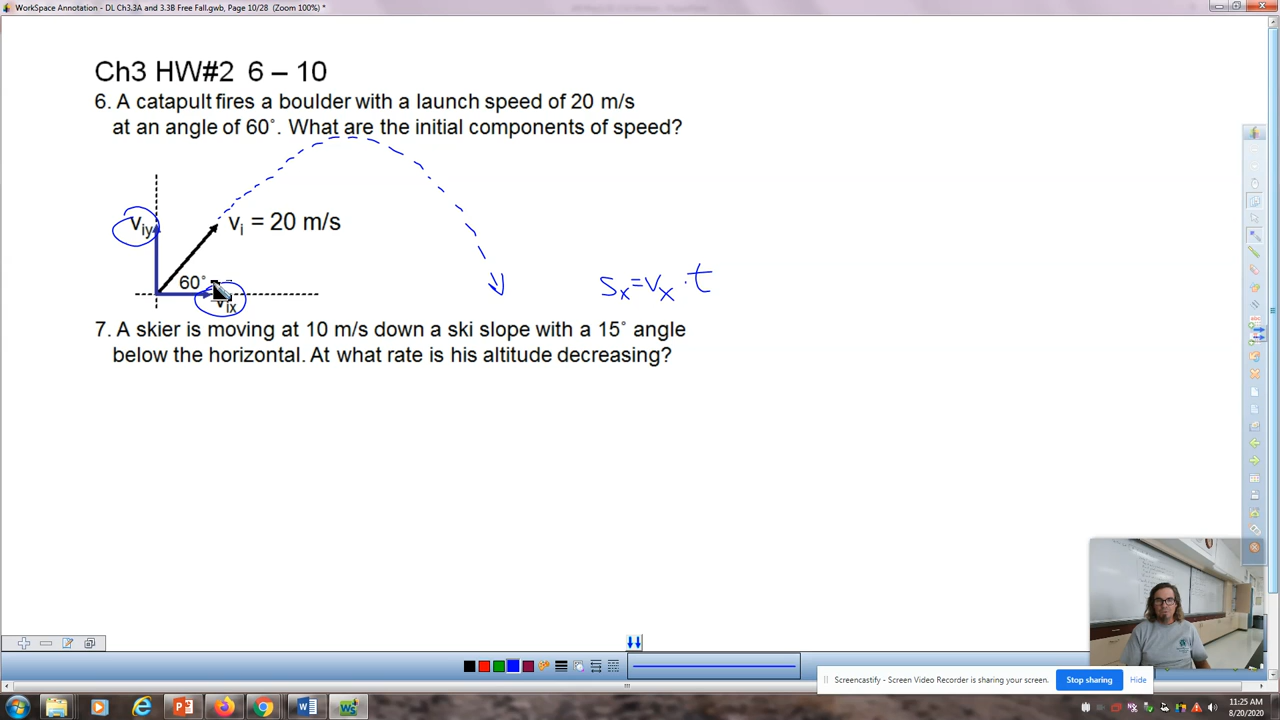 WorkSpace Annotation - DL Ch3.3A and 3.3B Free Fall.gwb, Page 10/28 (Zoom 100%) *
Ch3 HW#2 6 – 10
6. A catapult fires a boulder with a launch speed of 20 m/s
at an angle of 60˚. What are the initial components of speed?
viy
vi = 20 m/s
60˚
vix
sx=vx·t
7. A skier is moving at 10 m/s down a ski slope with a 15˚ angle
below the horizontal. At what rate is his altitude decreasing?
Screencastify - Screen Video Recorder is sharing your screen.
Stop sharing
Hide
11:25 AM
8/20/2020